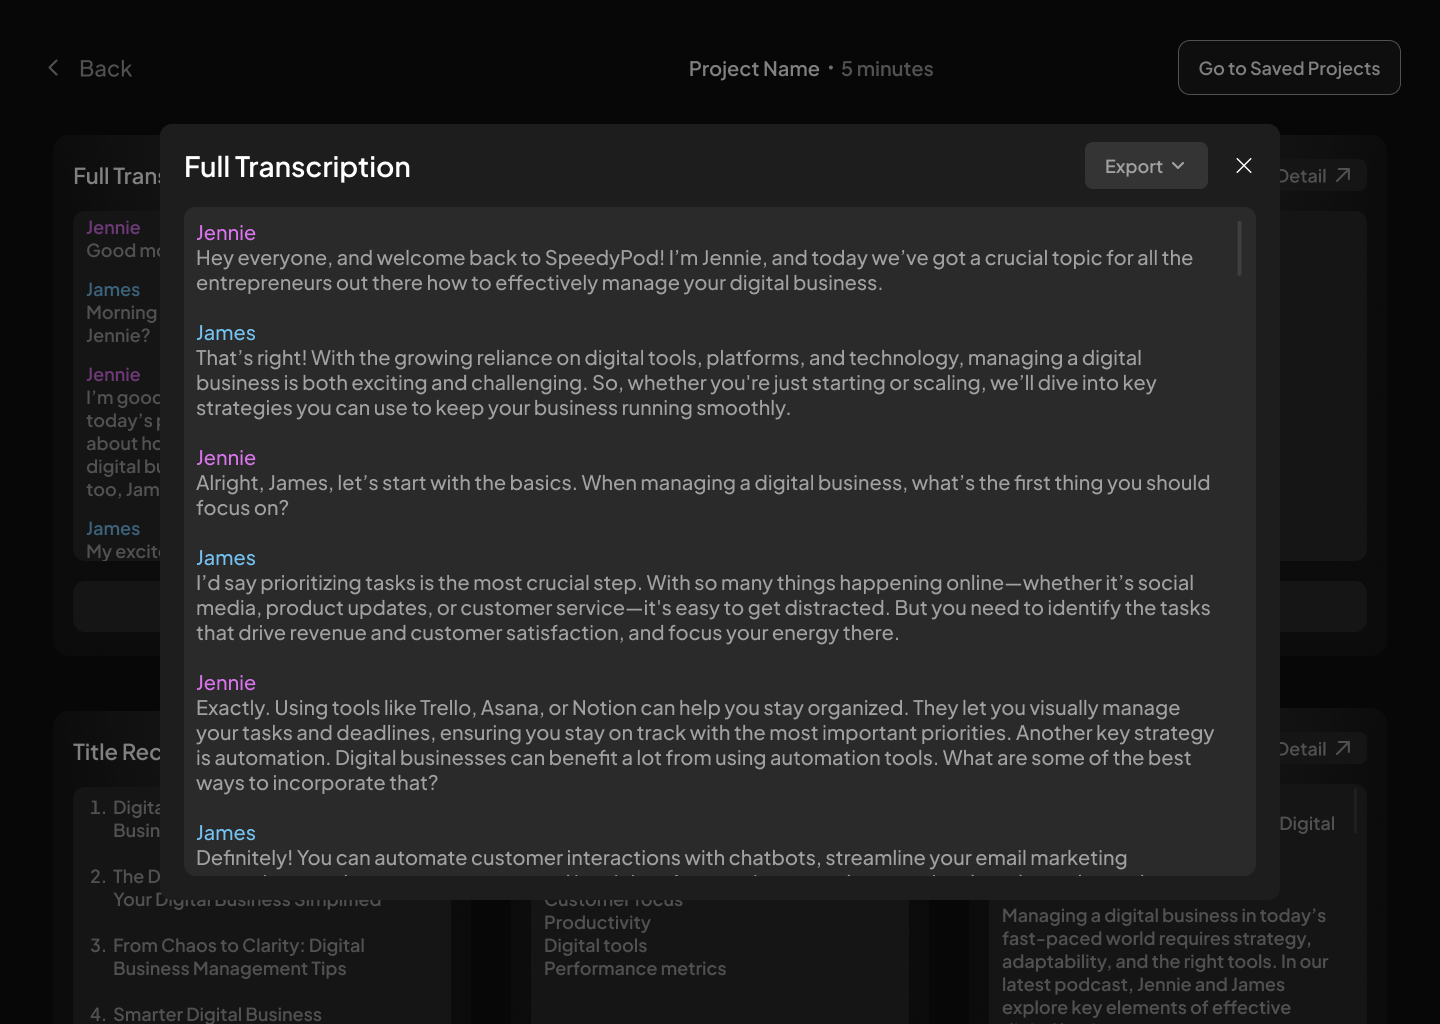 Back
Project Name • 5 minutes
Go to Saved Projects
Full Trans
Detail
Jennie
Good mo
James
Morning
Jennie?
Jennie
I'm good
today's p
about ho
digital bu
too, Jam
James
My excite
Full Transcription
Export
Jennie
Hey everyone, and welcome back to SpeedyPod! I’m Jennie, and today we’ve got a crucial topic for all the
entrepreneurs out there how to effectively manage your digital business.
James
That’s right! With the growing reliance on digital tools, platforms, and technology, managing a digital
business is both exciting and challenging. So, whether you're just starting or scaling, we’ll dive into key
strategies you can use to keep your business running smoothly.
Jennie
Alright, James, let’s start with the basics. When managing a digital business, what’s the first thing you should
focus on?
James
I’d say prioritizing tasks is the most crucial step. With so many things happening online—whether it’s social
media, product updates, or customer service—it's easy to get distracted. But you need to identify the tasks
that drive revenue and customer satisfaction, and focus your energy there.
Jennie
Exactly. Using tools like Trello, Asana, or Notion can help you stay organized. They let you visually manage
your tasks and deadlines, ensuring you stay on track with the most important priorities. Another key strategy
is automation. Digital businesses can benefit a lot from using automation tools. What are some of the best
ways to incorporate that?
James
Definitely! You can automate customer interactions with chatbots, streamline your email marketing
Title Rec
Detail
1. Digita
Busin
2. The D
Your Digital Business Simplified
3. From Chaos to Clarity: Digital
Business Management Tips
4. Smarter Digital Business
Customer focus
Productivity
Digital tools
Performance metrics
Digital
Managing a digital business in today’s
fast-paced world requires strategy,
adaptability, and the right tools. In our
latest podcast, Jennie and James
explore key elements of effective